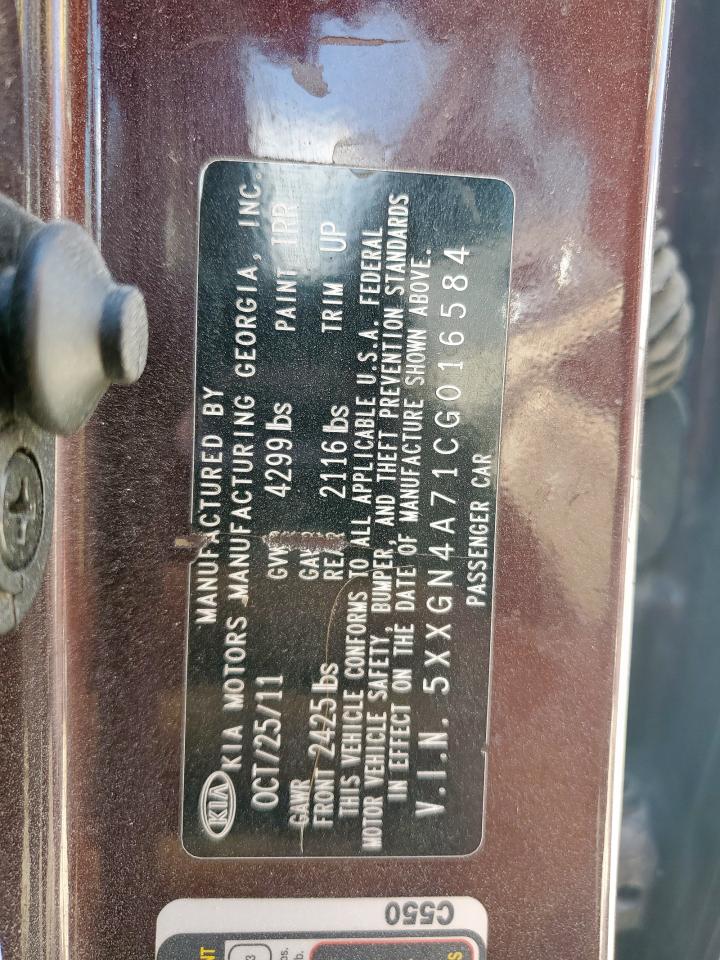 KIA
MANUFACTURED BY
KIA MOTORS MANUFACTURING GEORGIA, INC.
OCT/25/11 4299 lbs PAINT
GAWR
FRONT 2425 lbs 2116 lbs TRIM UP
THIS VEHICLE CONFORMS TO ALL APPLICABLE U.S.A. FEDERAL
MOTOR VEHICLE SAFETY, BUMPER, AND THEFT PREVENTION STANDARDS
IN EFFECT ON THE DATE OF MANUFACTURE SHOWN ABOVE.
V.I.N. 5XXGN4A71CG016584
PASSENGER CAR
C550